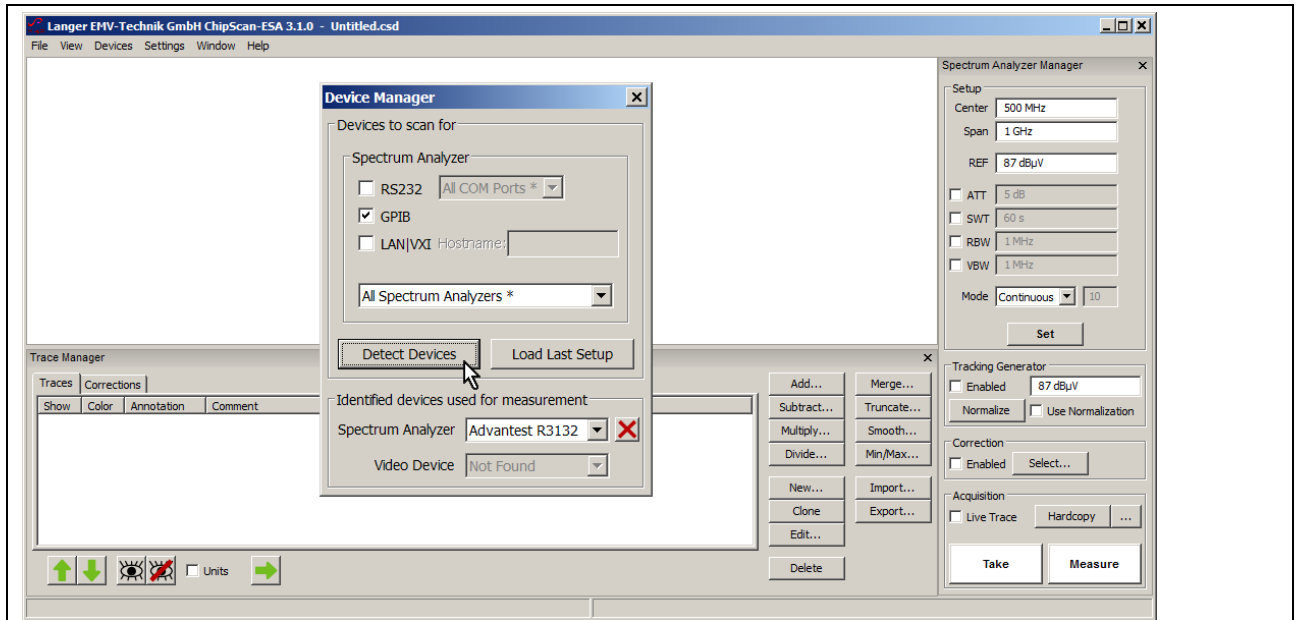 Langer EMV-Technik GmbH ChipScan-ESA 3.1.0 - Untitled.csd
File View Devices Settings Window Help
Device Manager
Devices to scan for
Spectrum Analyzer
RS232 All COM Ports *
GPIB
LAN|VXI Hostname:
All Spectrum Analyzers *
Detect Devices Load Last Setup
Identified devices used for measurement
Spectrum Analyzer Advantest R3132
Video Device Not Found
Trace Manager
Traces Corrections
Show Color Annotation Comment
Units
Add... Merge...
Subtract... Truncate...
Multiply... Smooth...
Divide... Min/Max...
New... Import...
Clone Export...
Edit...
Delete
Spectrum Analyzer Manager
Setup
Center 500 MHz
Span 1 GHz
REF 87 dBµV
ATT 5 dB
SWT 60 s
RBW 1 MHz
VBW 1 MHz
Mode Continuous 10
Set
Tracking Generator
Enabled 87 dBµV
Normalize Use Normalization
Correction
Enabled Select...
Acquisition
Live Trace Hardcopy ...
Take Measure